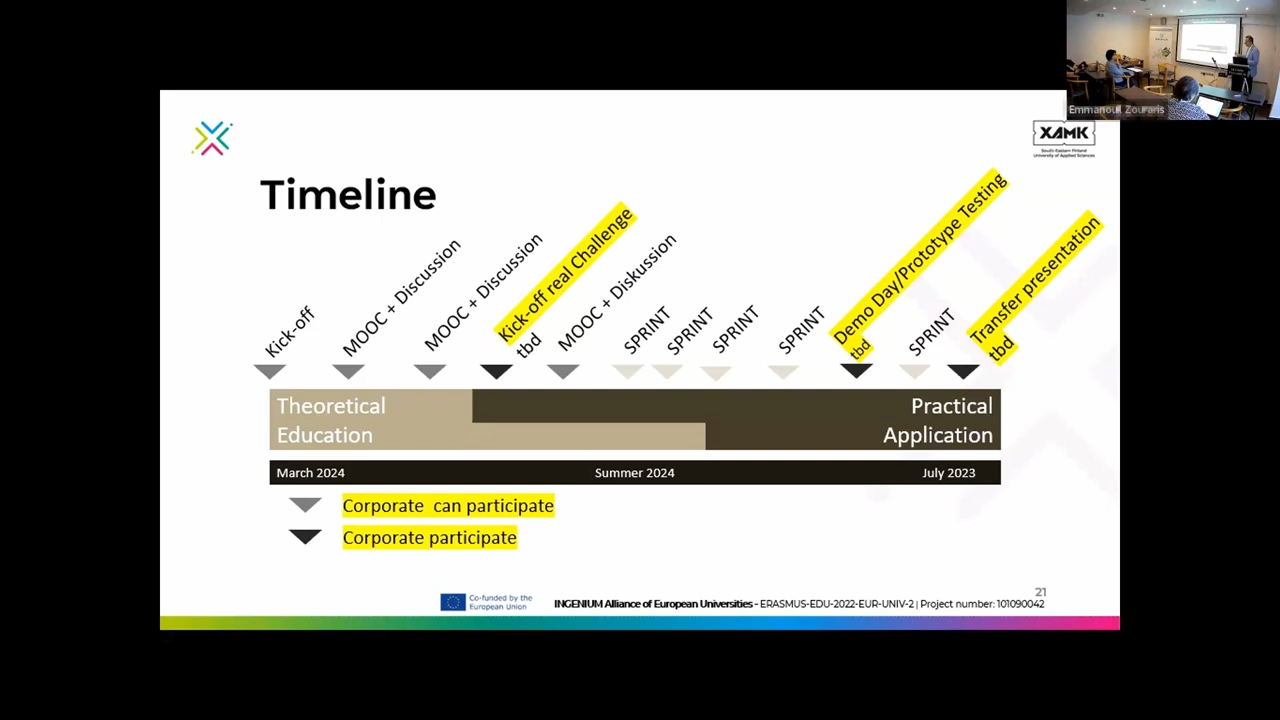 Emmanouil Zouraris
XAMK
South-Eastern Finland
University of Applied Sciences
Timeline
Kick-off
MOOC + Discussion
MOOC + Discussion
Kick-off real Challenge
tbd
MOOC + Diskussion
SPRINT
SPRINT
SPRINT
SPRINT
Demo Day/Prototype Testing
tbd
SPRINT
Transfer presentation
tbd
Theoretical
Education
Practical
Application
March 2024
Summer 2024
July 2023
Corporate can participate
Corporate participate
Co-funded by the
European Union
INGENIUM Alliance of European Universities - ERASMUS-EDU-2022-EUR-UNIV-2 | Project number: 101090042
21